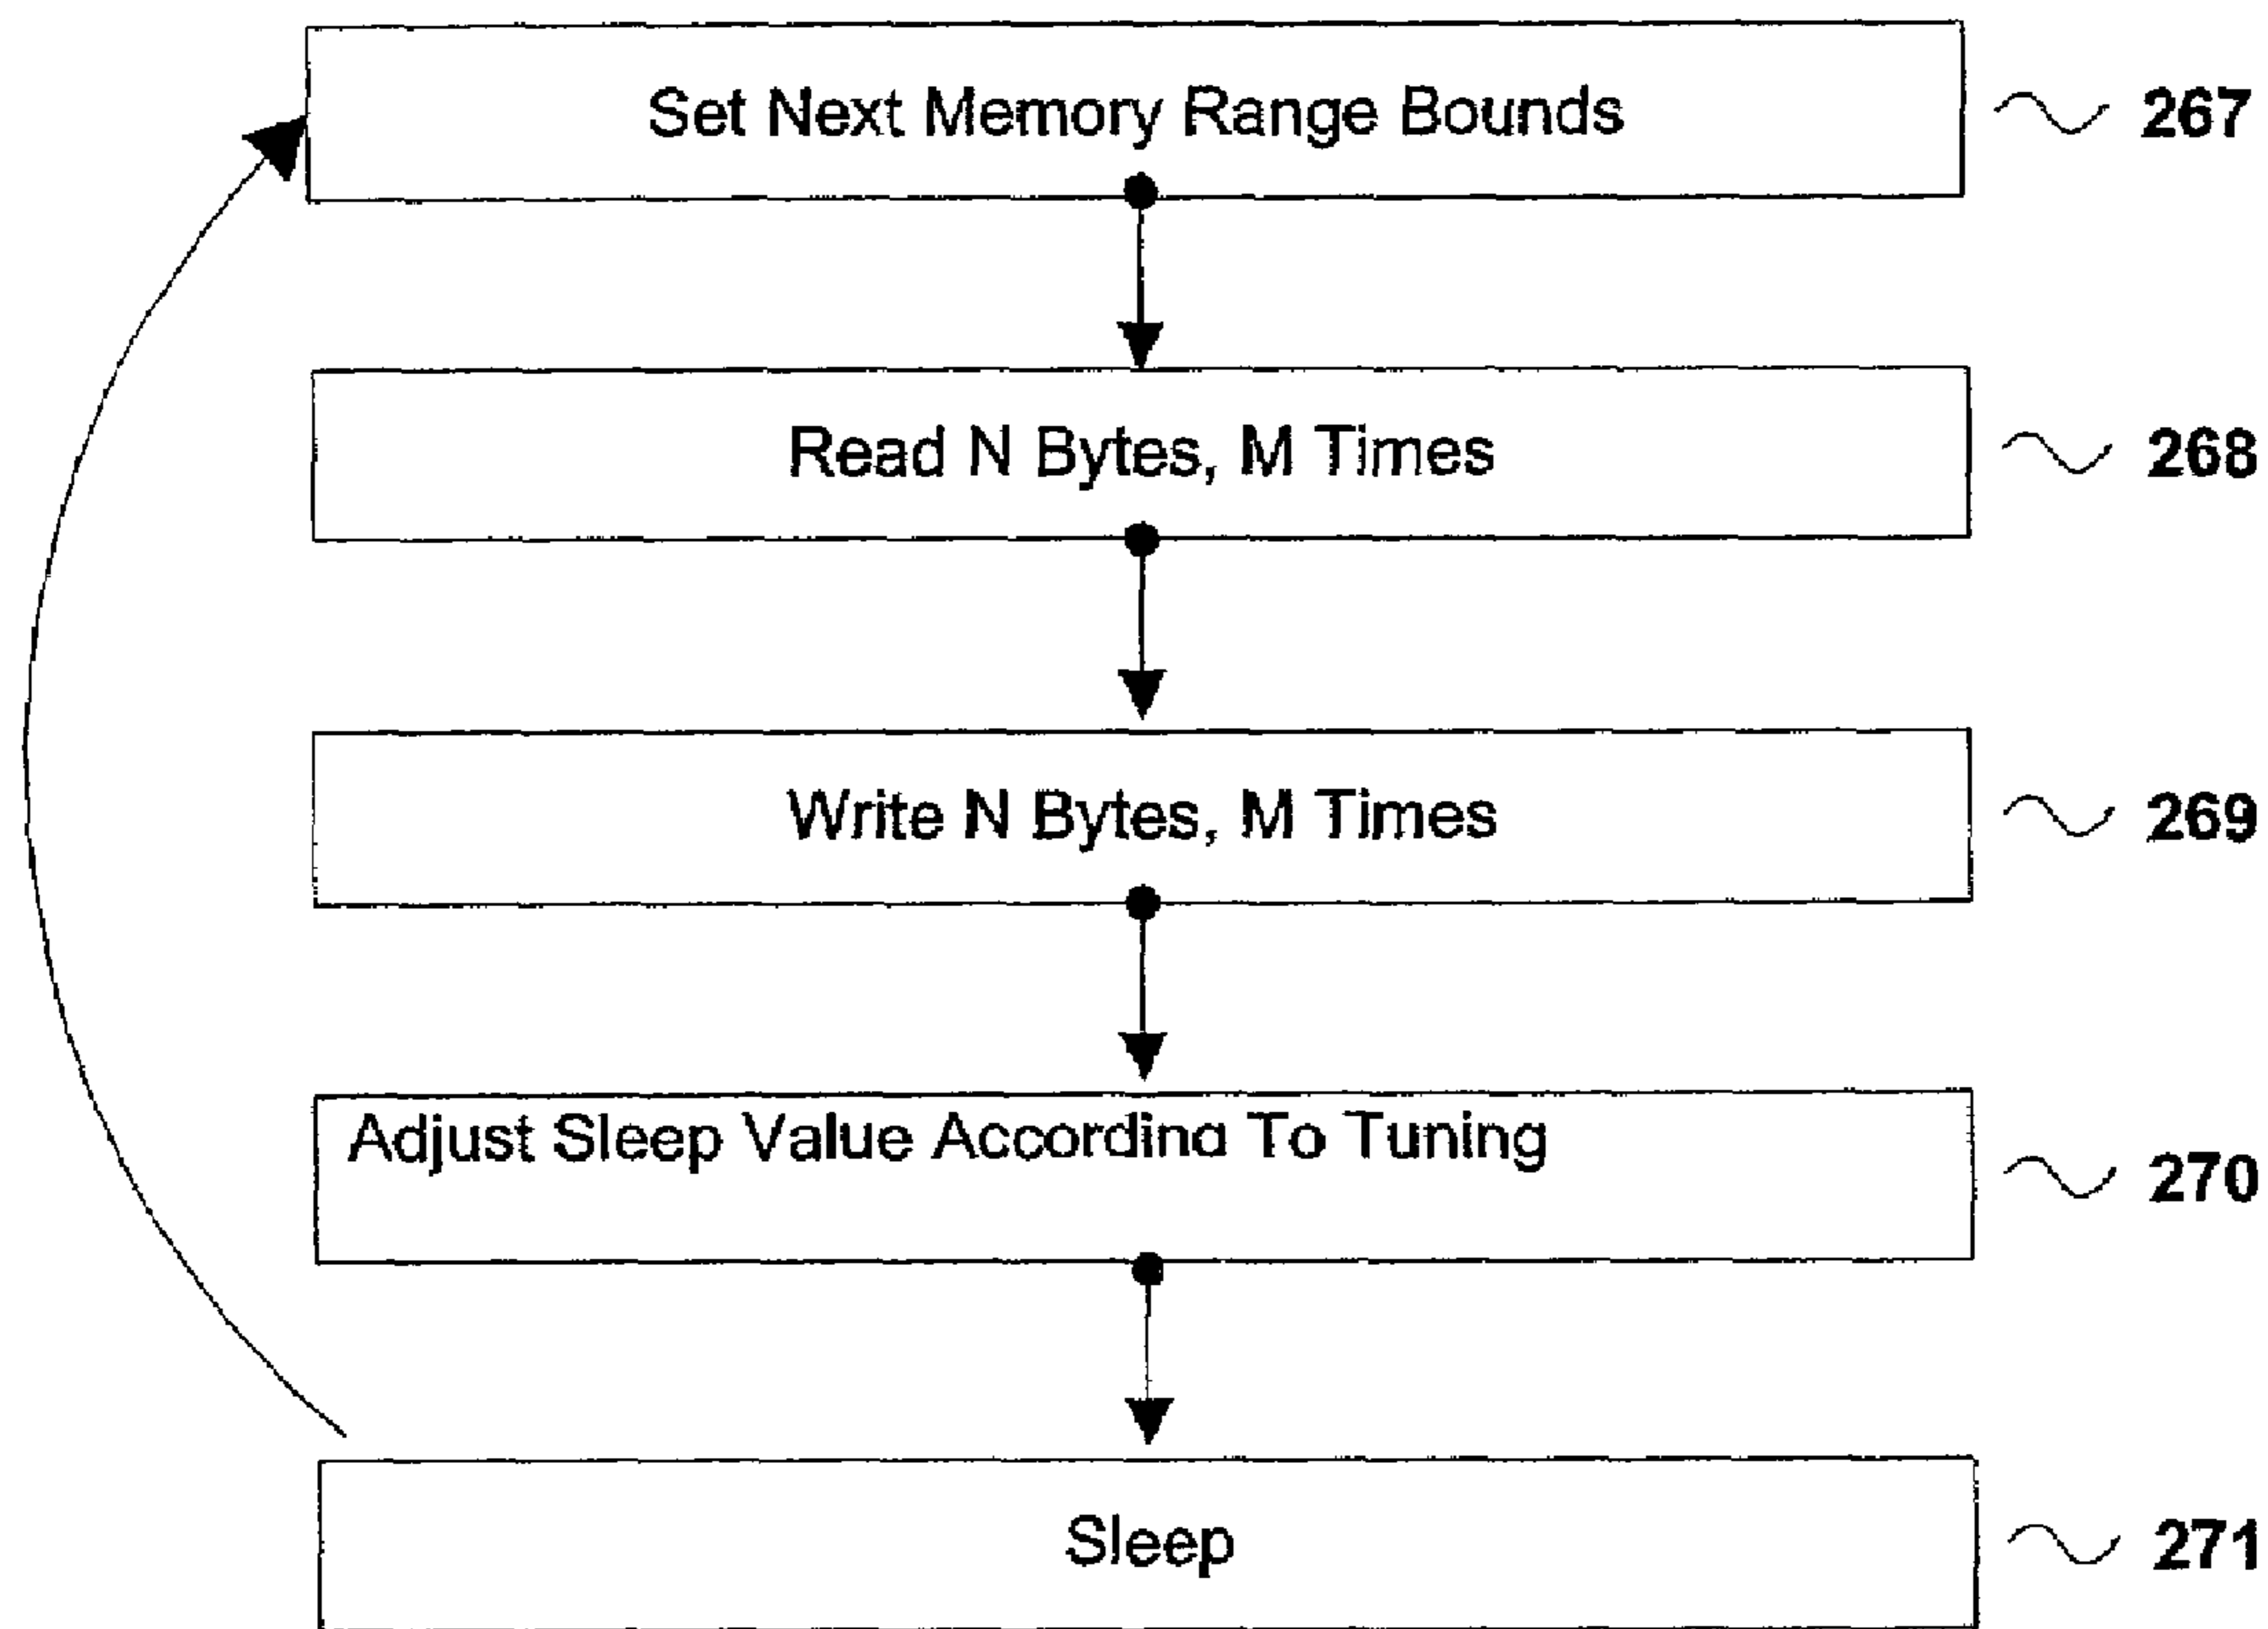 Set Next Memory Range Bounds 267
Read N Bytes, M Times 268
Write N Bytes, M Times 269
Adjust Sleep Value According To Tuning 270
Sleep 271